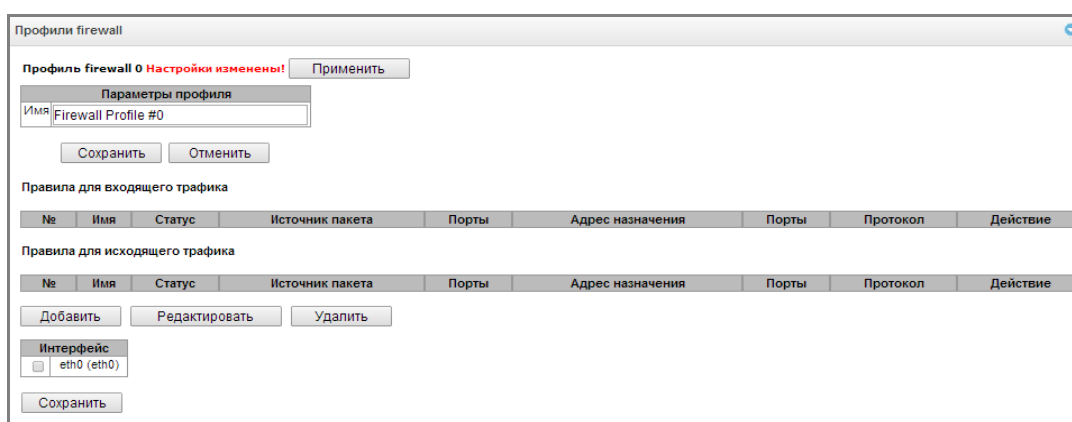 Профили firewall
Профиль firewall 0 Настройки изменены! Применить
Параметры профиля
Имя Firewall Profile #0
Сохранить Отменить
Правила для входящего трафика
№ Имя Статус Источник пакета Порты Адрес назначения Порты Протокол Действие
Правила для исходящего трафика
№ Имя Статус Источник пакета Порты Адрес назначения Порты Протокол Действие
Добавить Редактировать Удалить
Интерфейс
eth0 (eth0)
Сохранить